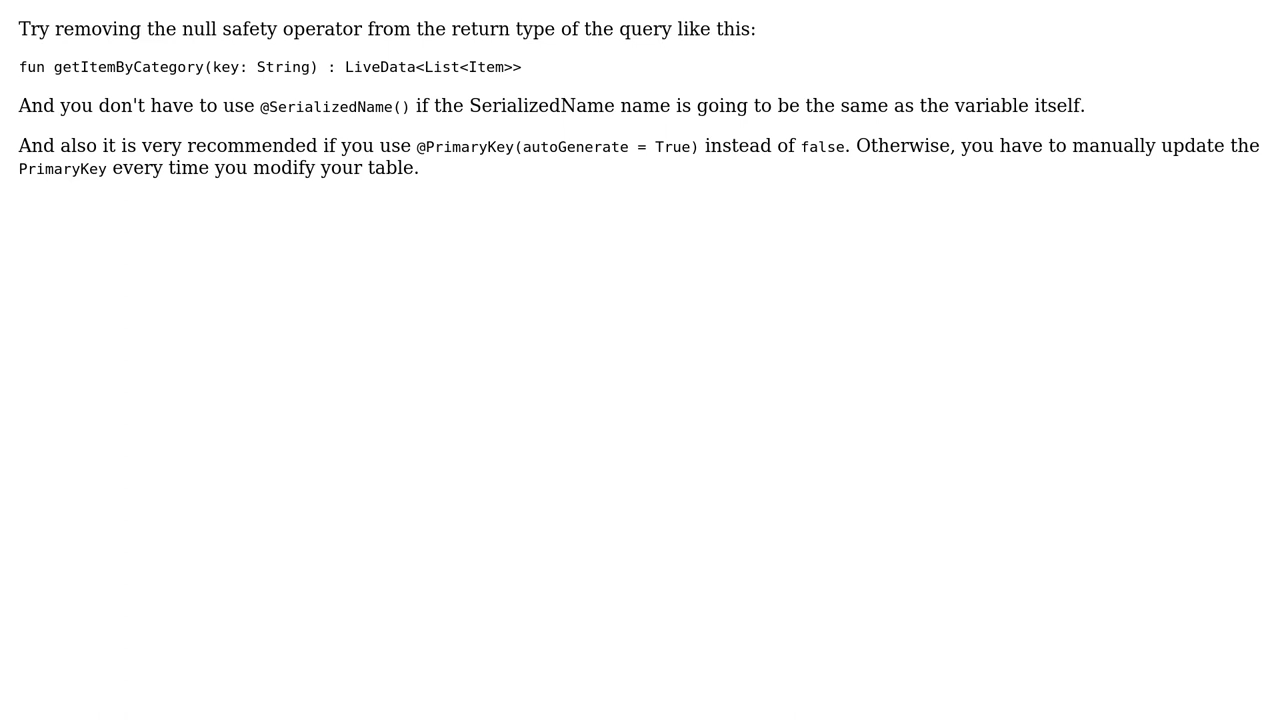 Try removing the null safety operator from the return type of the query like this:
fun getItemByCategory(key: String) : LiveData<List<Item>>
And you don't have to use @SerializedName() if the SerializedName name is going to be the same as the variable itself.
And also it is very recommended if you use @PrimaryKey(autoGenerate = True) instead of false. Otherwise, you have to manually update the
PrimaryKey every time you modify your table.